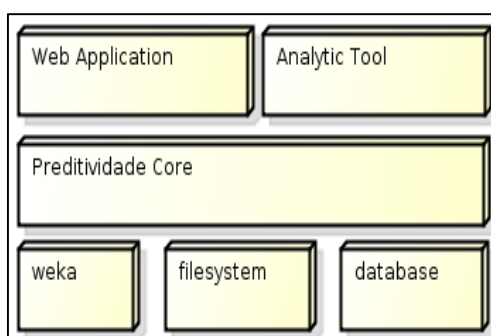 Web Application
Analytic Tool
Preditividade Core
weka
filesystem
database